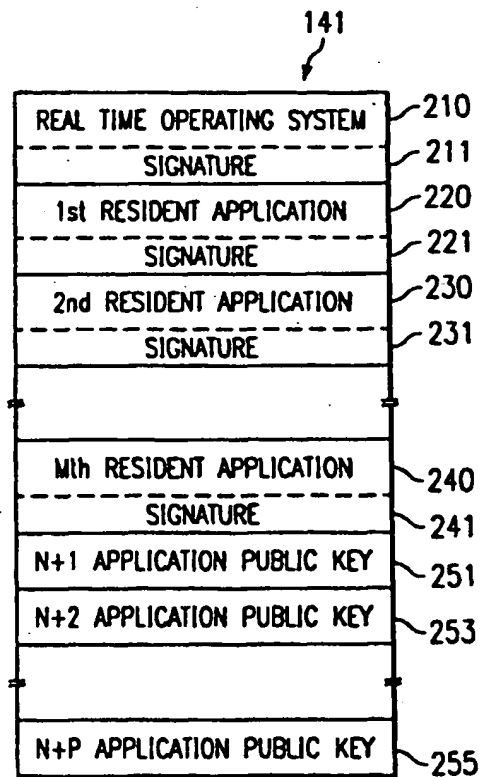 141
REAL TIME OPERATING SYSTEM 210
SIGNATURE 211
1st RESIDENT APPLICATION 220
SIGNATURE 221
2nd RESIDENT APPLICATION 230
SIGNATURE 231
Mth RESIDENT APPLICATION 240
SIGNATURE 241
N+1 APPLICATION PUBLIC KEY 251
N+2 APPLICATION PUBLIC KEY 253
N+P APPLICATION PUBLIC KEY 255